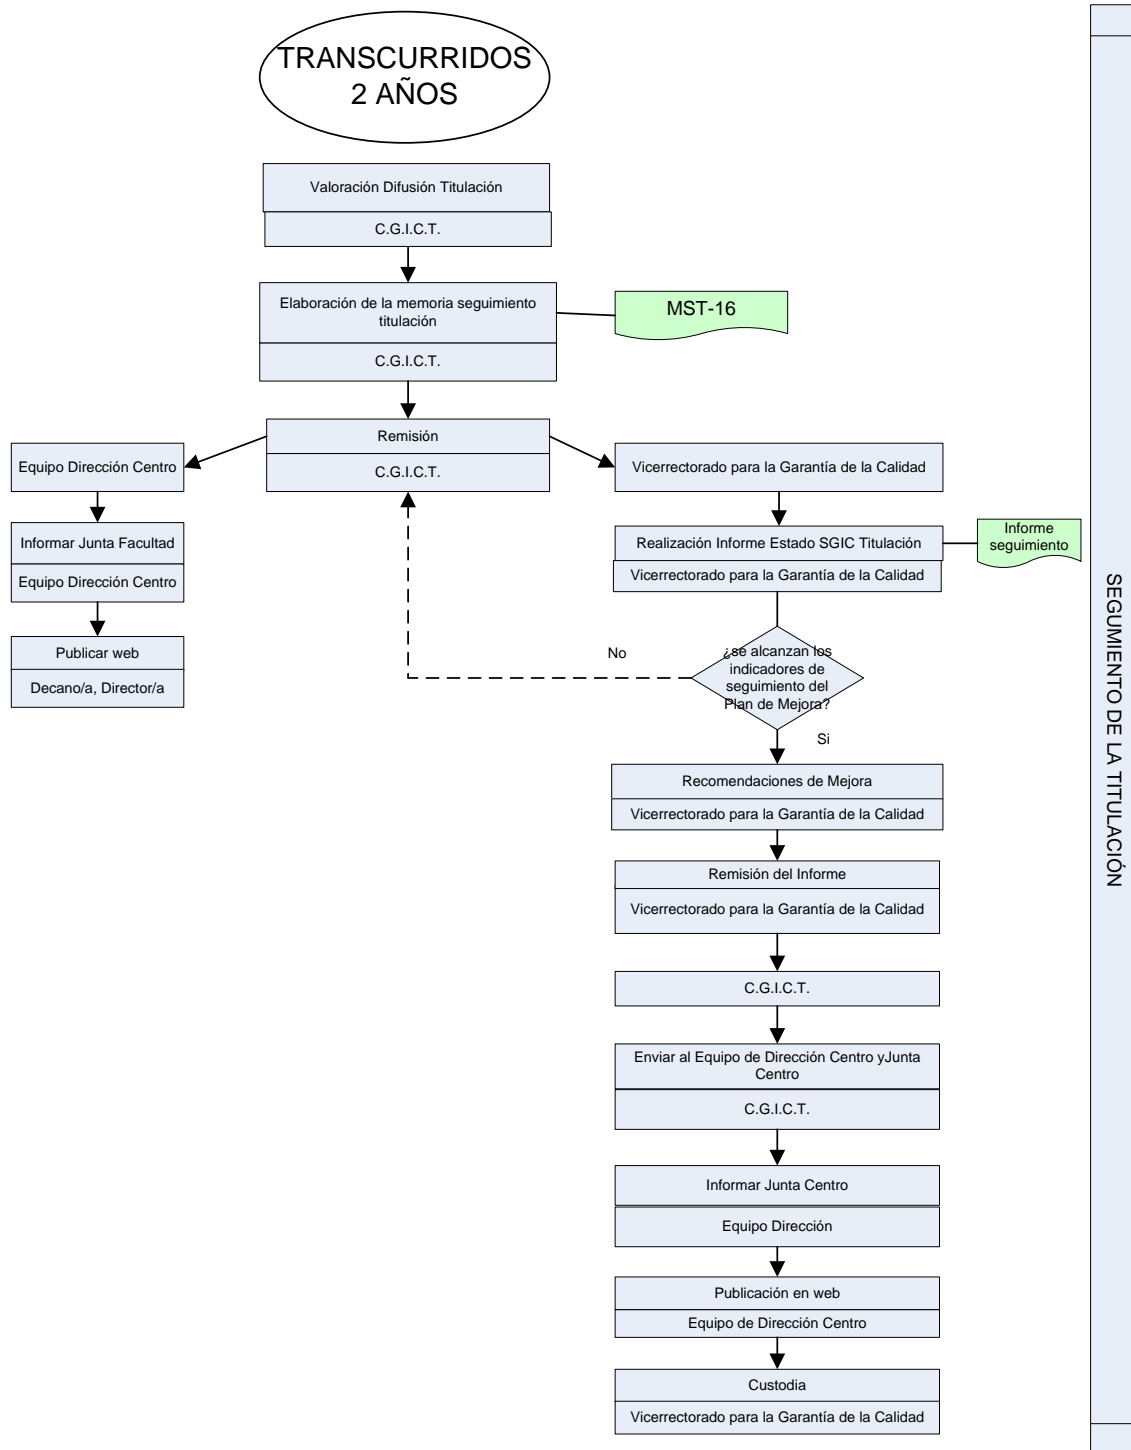 TRANSCURRIDOS
2 AÑOS
Valoración Difusión Titulación
C.G.I.C.T.
Elaboración de la memoria seguimiento
titulación
C.G.I.C.T.
MST-16
Remisión
C.G.I.C.T.
Equipo Dirección Centro
Informar Junta Facultad
Equipo Dirección Centro
Publicar web
Decano/a, Director/a
Vicerrectorado para la Garantía de la Calidad
Realización Informe Estado SGIC Titulación
Vicerrectorado para la Garantía de la Calidad
Informe
seguimiento
¿se alcanzan los
indicadores de
seguimiento del
Plan de Mejora?
No
Si
Recomendaciones de Mejora
Vicerrectorado para la Garantía de la Calidad
Remisión del Informe
Vicerrectorado para la Garantía de la Calidad
C.G.I.C.T.
Enviar al Equipo de Dirección Centro yJunta
Centro
C.G.I.C.T.
Informar Junta Centro
Equipo Dirección
Publicación en web
Equipo de Dirección Centro
Custodia
Vicerrectorado para la Garantía de la Calidad
SEGUMIENTO DE LA TITULACIÓN